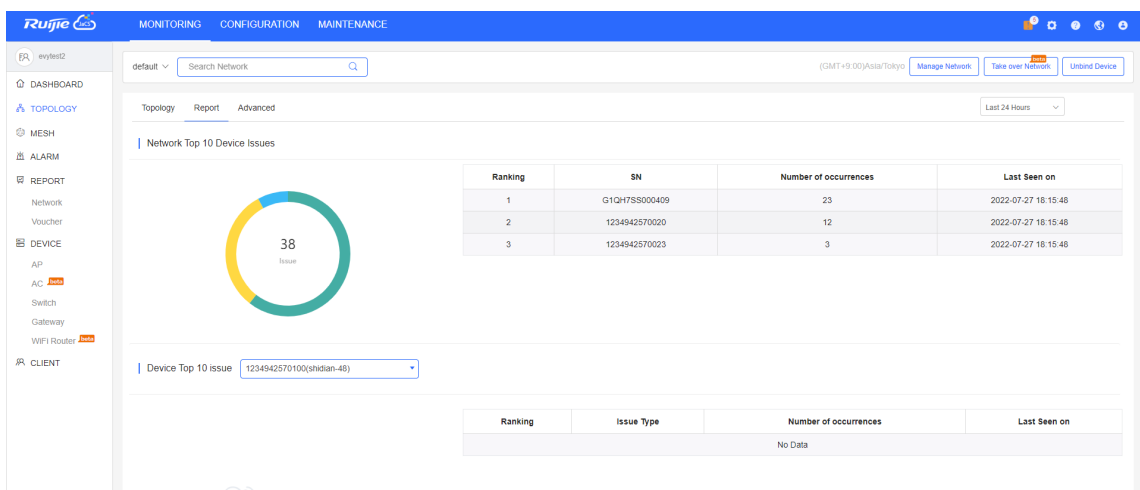 Ruijie JaCS MONITORING CONFIGURATION MAINTENANCE 0
ER evytest2
DASHBOARD
TOPOLOGY
MESH
ALARM
REPORT
Network
Voucher
DEVICE
AP
AC beta
Switch
Gateway
WiFi Router beta
CLIENT
default Search Network (GMT+9:00)Asia/Tokyo Manage Network Take over Network beta Unbind Device
Topology Report Advanced Last 24 Hours
Network Top 10 Device Issues
38
Issue
Ranking SN Number of occurrences Last Seen on
1 G1QH7SS000409 23 2022-07-27 18:15:48
2 1234942570020 12 2022-07-27 18:15:48
3 1234942570023 3 2022-07-27 18:15:48
Device Top 10 issue 1234942570100(shidian-48)
Ranking Issue Type Number of occurrences Last Seen on
No Data